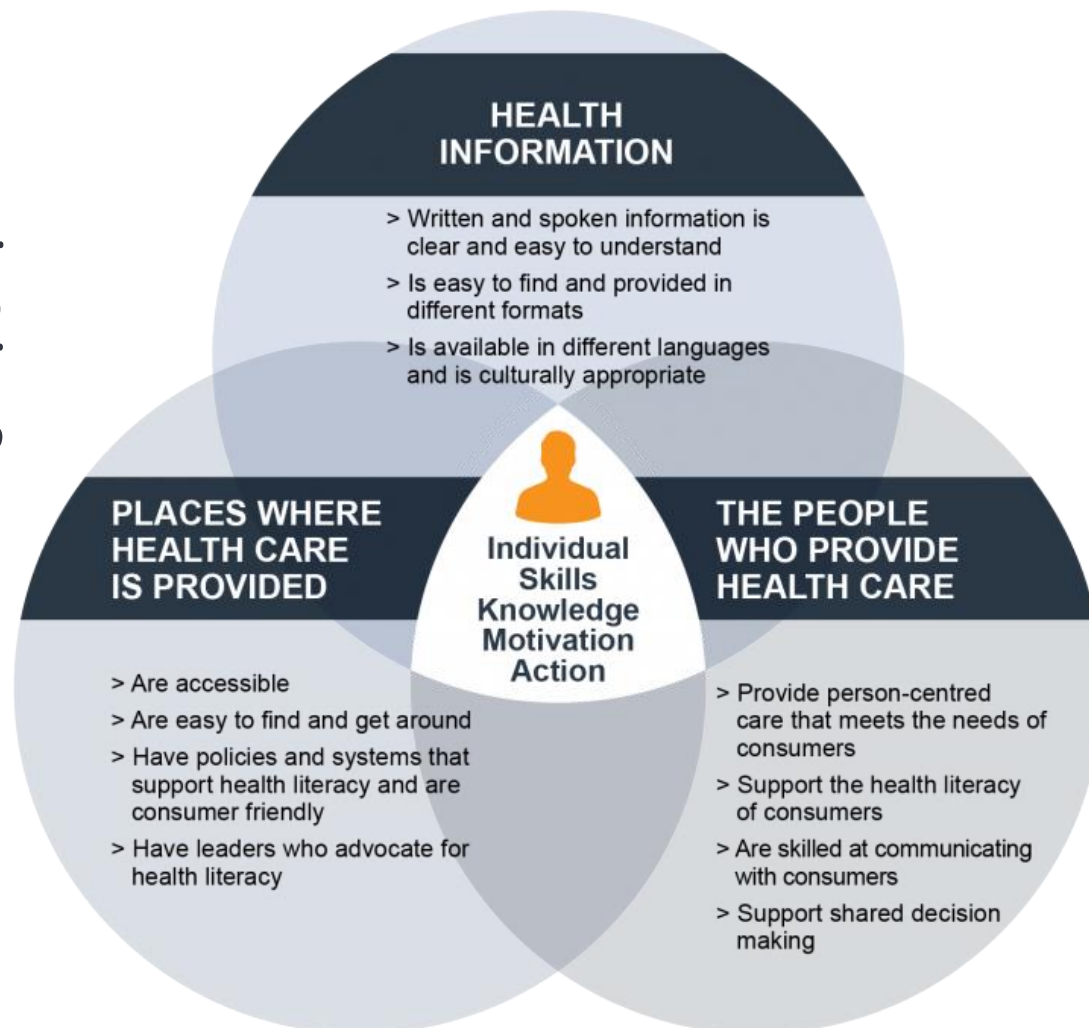 HEALTH
INFORMATION
> Written and spoken information is
clear and easy to understand
> Is easy to find and provided in
different formats
> Is available in different languages
and is culturally appropriate
PLACES WHERE
HEALTH CARE
IS PROVIDED
> Are accessible
> Are easy to find and get around
> Have policies and systems that
support health literacy and are
consumer friendly
> Have leaders who advocate for
health literacy
Individual
Skills
Knowledge
Motivation
Action
THE PEOPLE
WHO PROVIDE
HEALTH CARE
> Provide person-centred
care that meets the needs of
consumers
> Support the health literacy
of consumers
> Are skilled at communicating
with consumers
> Support shared decision
making